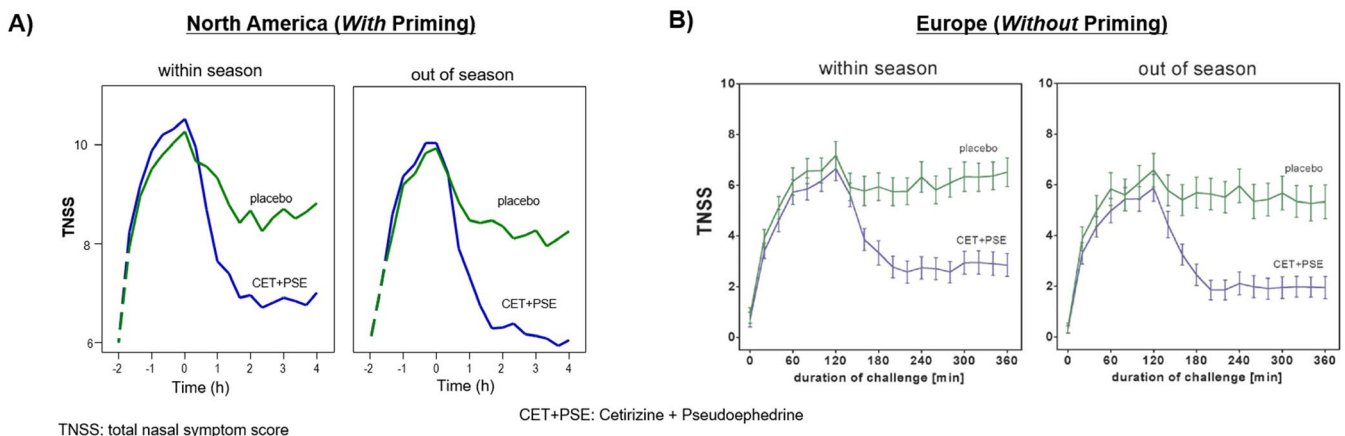 A)
North America (With Priming)
within season
out of season
TNSS
10
8
6
placebo
CET+PSE
-2
-1
0
1
2
3
4
Time (h)
placebo
CET+PSE
-2
-1
0
1
2
3
4
Time (h)
TNSS: total nasal symptom score
B)
Europe (Without Priming)
within season
out of season
TNSS
10
8
6
4
2
0
placebo
CET+PSE
0
60
120
180
240
300
360
duration of challenge [min]
10
8
6
4
2
0
placebo
CET+PSE
0
60
120
180
240
300
360
duration of challenge [min]
CET+PSE: Cetirizine + Pseudoephedrine